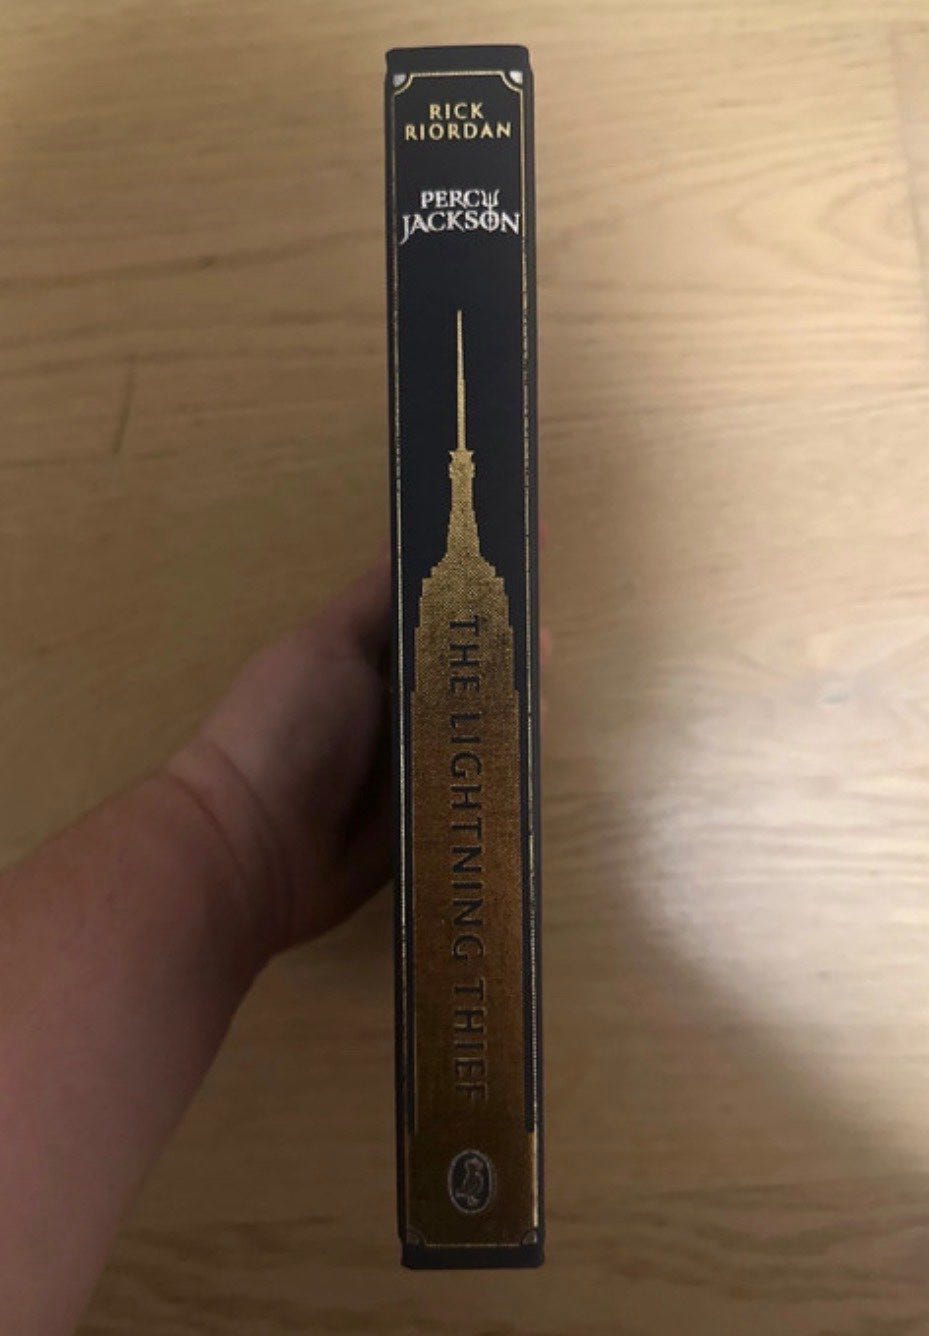 RICK
RIORDAN
PERCY
JACKSON
THE LIGHTNING THIEF